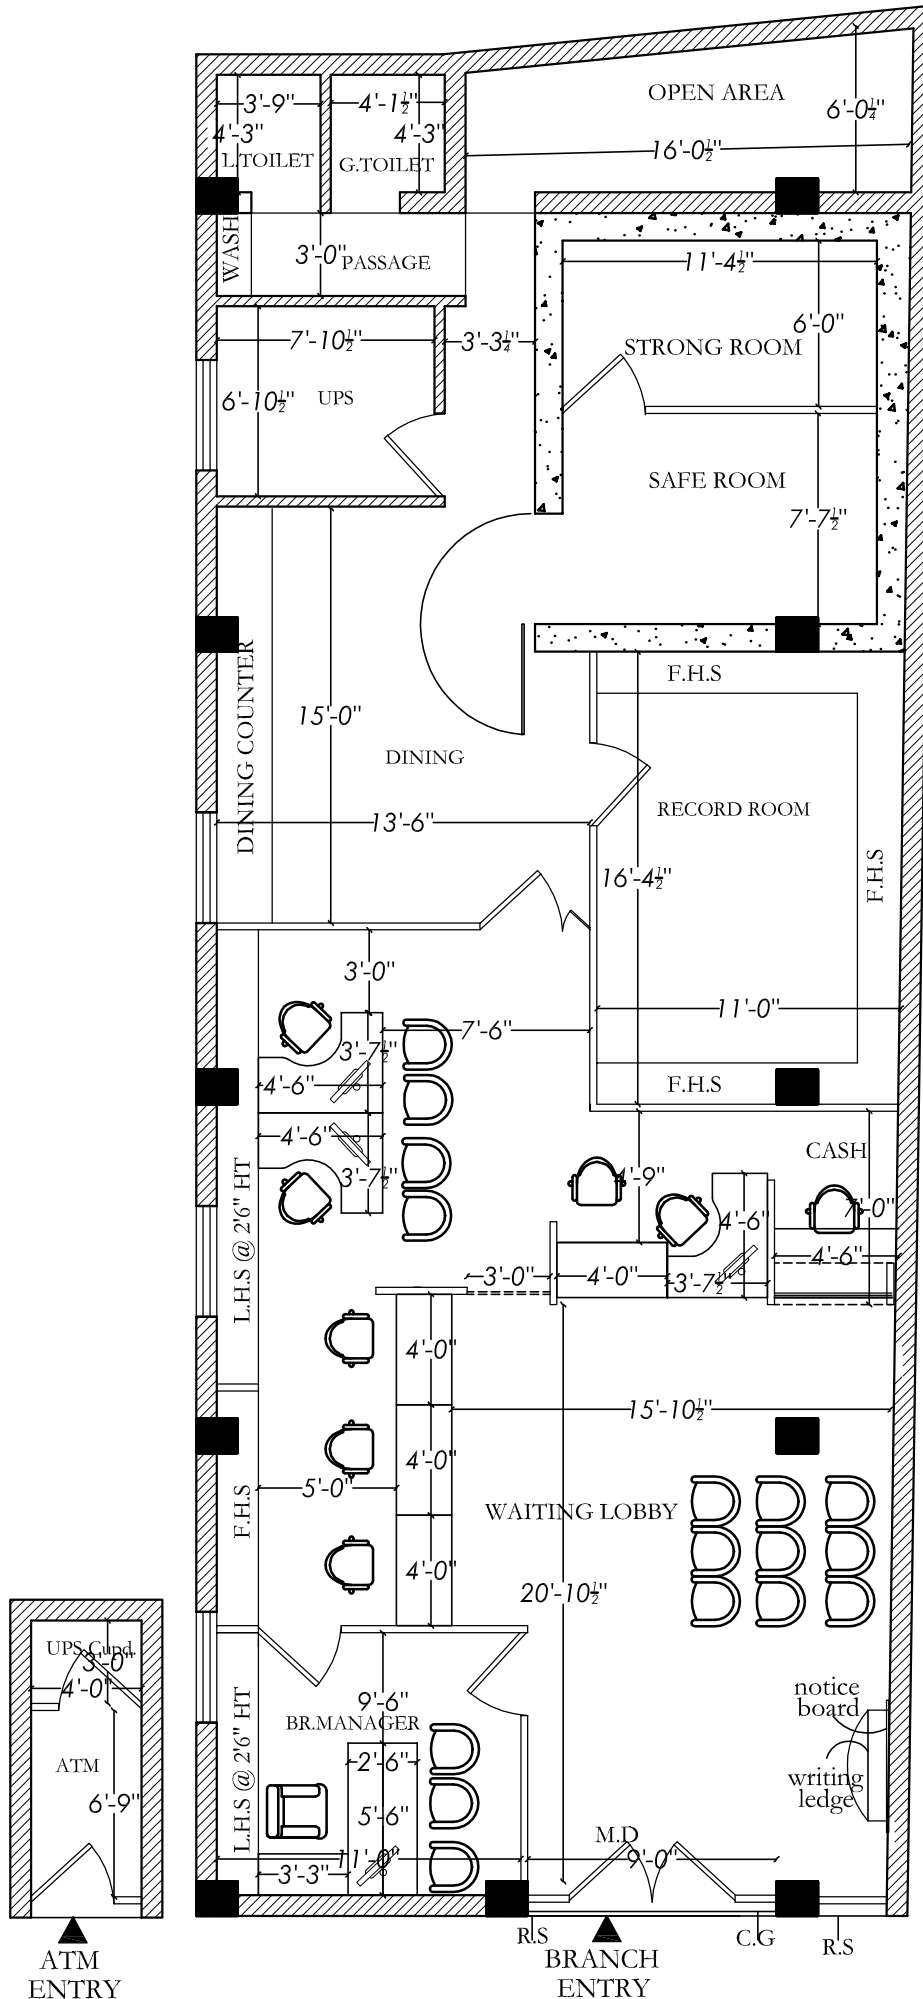 OPEN AREA
6'-0¼"
16'-0½"
3'-9"
4'-1½"
4'-3"
4'-3"
L.TOILET
G.TOILET
WASH
3'-0"
PASSAGE
11'-4½"
6'-0"
STRONG ROOM
7'-10½"
3'-3¼"
6'-10½"
UPS
SAFE ROOM
7'-7½"
F.H.S
DINING COUNTER
15'-0"
DINING
RECORD ROOM
13'-6"
16'-4½"
F.H.S
3'-0"
11'-0"
7'-6"
3'-7½"
4'-6"
F.H.S
4'-6"
3'-7½"
CASH
4'-9"
7'-0"
4'-6"
4'-6"
L.H.S @ 2'6" HT
3'-0"
4'-0"
3'-7½"
4'-0"
15'-10½"
4'-0"
5'-0"
F.H.S
WAITING LOBBY
4'-0"
20'-10½"
UPS Cupd.
3'-0"
4'-0"
ATM
6'-9"
9'-6"
BR.MANAGER
L.H.S @ 2'6" HT
2'-6"
5'-6"
11'-0"
3'-3"
notice
board
writing
ledge
M.D
9'-0"
R.S
C.G
R.S
ATM
ENTRY
BRANCH
ENTRY